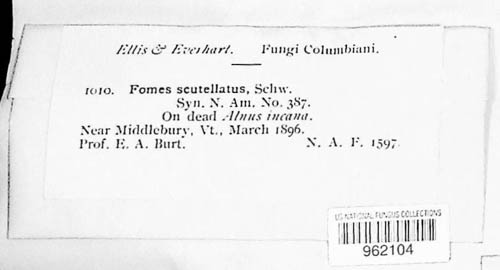 Ellis & Everhart. Fungi Columbiani.
1010. Fomes scutellatus, Schw.
Syn. N. Am. No. 387.
On dead Alnus incana.
Near Middlebury, Vt., March 1896.
Prof. E. A. Burt. N. A. F. 1597.
US NATIONAL FUNGUS COLLECTIONS
962104